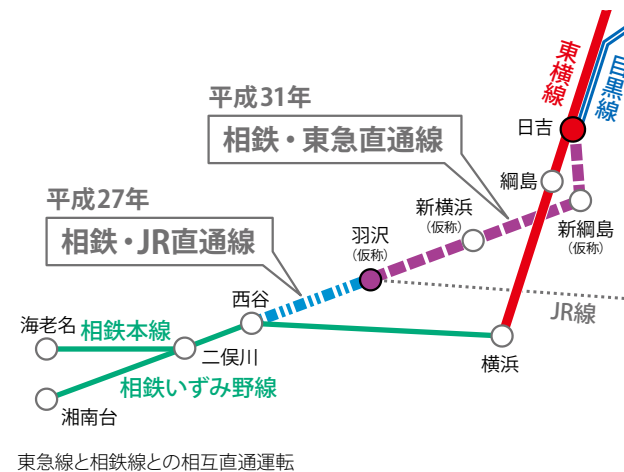 東横線
目黒線
平成31年
相鉄・東急直通線
日吉
綱島
平成27年
相鉄・JR直通線
新横浜
(仮称)
新綱島
(仮称)
羽沢
(仮称)
西谷
JR線
海老名
相鉄本線
二俣川
横浜
相鉄いずみ野線
湘南台
東急線と相鉄線との相互直通運転